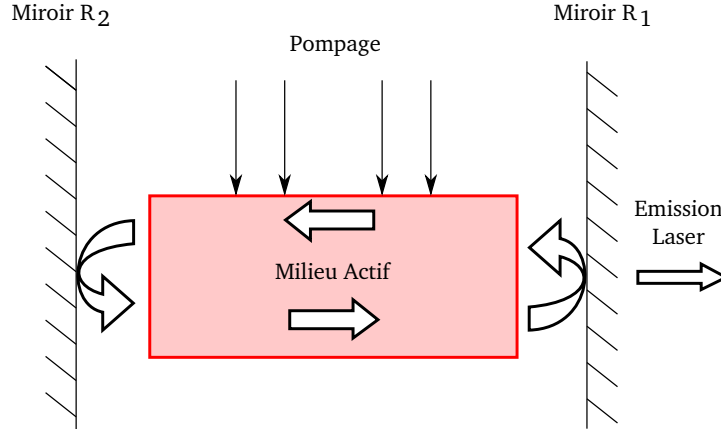 Miroir R2
Miroir R1
Pompage
Emission
Laser
Milieu Actif